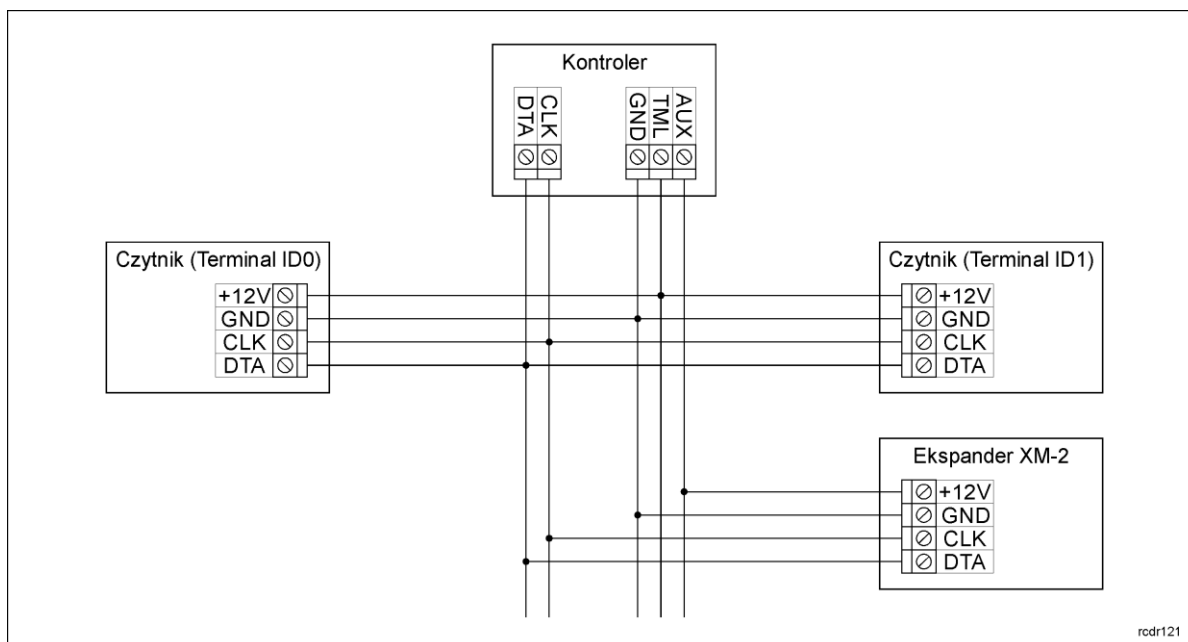 Kontroler
DTA
CLK
GND
TML
AUX
Czytnik (Terminal ID0)
+12V
GND
CLK
DTA
Czytnik (Terminal ID1)
+12V
GND
CLK
DTA
Ekspander XM-2
+12V
GND
CLK
DTA
rcdr121